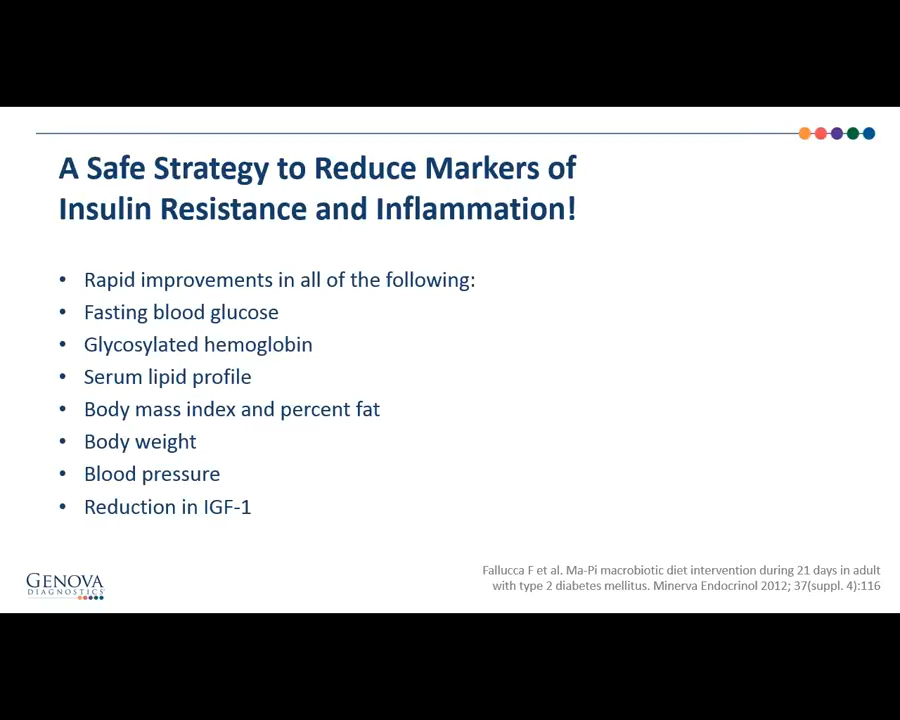 A Safe Strategy to Reduce Markers of
Insulin Resistance and Inflammation!
• Rapid improvements in all of the following:
• Fasting blood glucose
• Glycosylated hemoglobin
• Serum lipid profile
• Body mass index and percent fat
• Body weight
• Blood pressure
• Reduction in IGF-1
Fallucca F et al. Ma-Pi macrobiotic diet intervention during 21 days in adult
with type 2 diabetes mellitus. Minerva Endocrinol 2012; 37(suppl. 4):116
GENOVA
DIAGNOSTICS